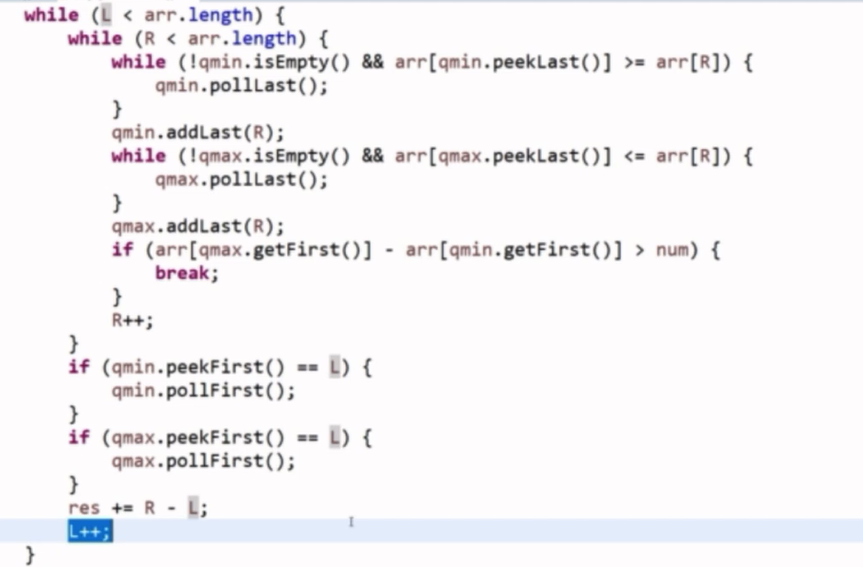 while (L < arr.length) {
    while (R < arr.length) {
        while (!qmin.isEmpty() && arr[qmin.peekLast()] >= arr[R]) {
            qmin.pollLast();
        }
        qmin.addLast(R);
        while (!qmax.isEmpty() && arr[qmax.peekLast()] <= arr[R]) {
            qmax.pollLast();
        }
        qmax.addLast(R);
        if (arr[qmax.getFirst()] - arr[qmin.getFirst()] > num) {
            break;
        }
        R++;
    }
    if (qmin.peekFirst() == L) {
        qmin.pollFirst();
    }
    if (qmax.peekFirst() == L) {
        qmax.pollFirst();
    }
    res += R - L;
    L++;
}